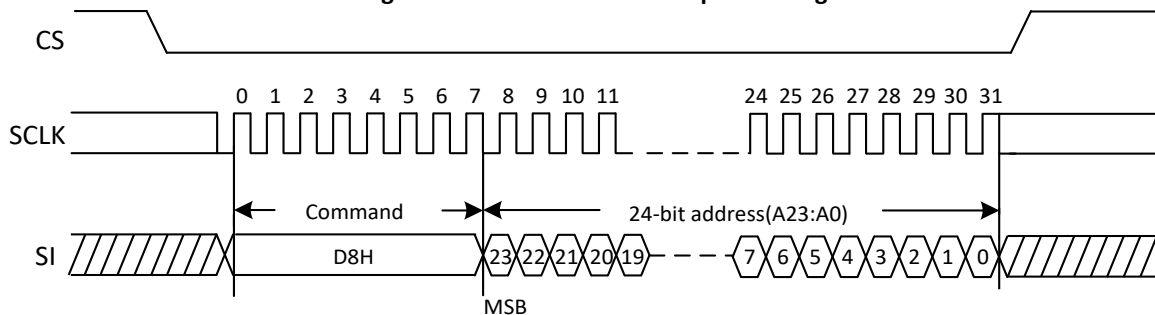 CS
0 1 2 3 4 5 6 7 8 9 10 11 24 25 26 27 28 29 30 31
SCLK
Command 24-bit address(A23:A0)
SI D8H 23 22 21 20 19 7 6 5 4 3 2 1 0
MSB